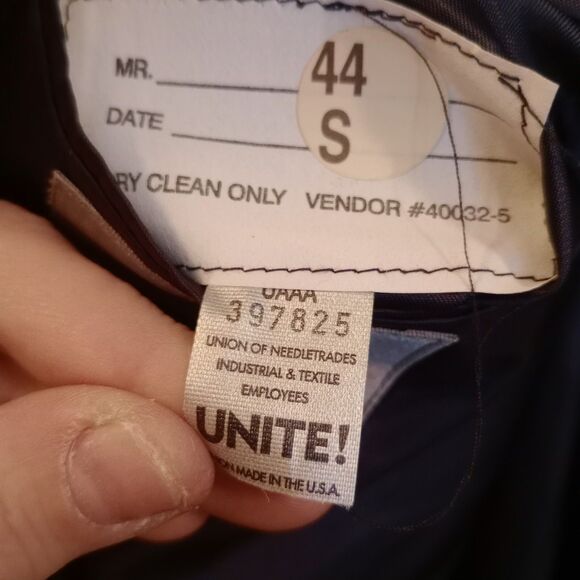 MR. 44
DATE S
RY CLEAN ONLY VENDOR #40032-5
UAAA
397825
UNION OF NEEDLETRADES
INDUSTRIAL & TEXTILE
EMPLOYEES
UNITE!
ON MADE IN THE U.S.A.